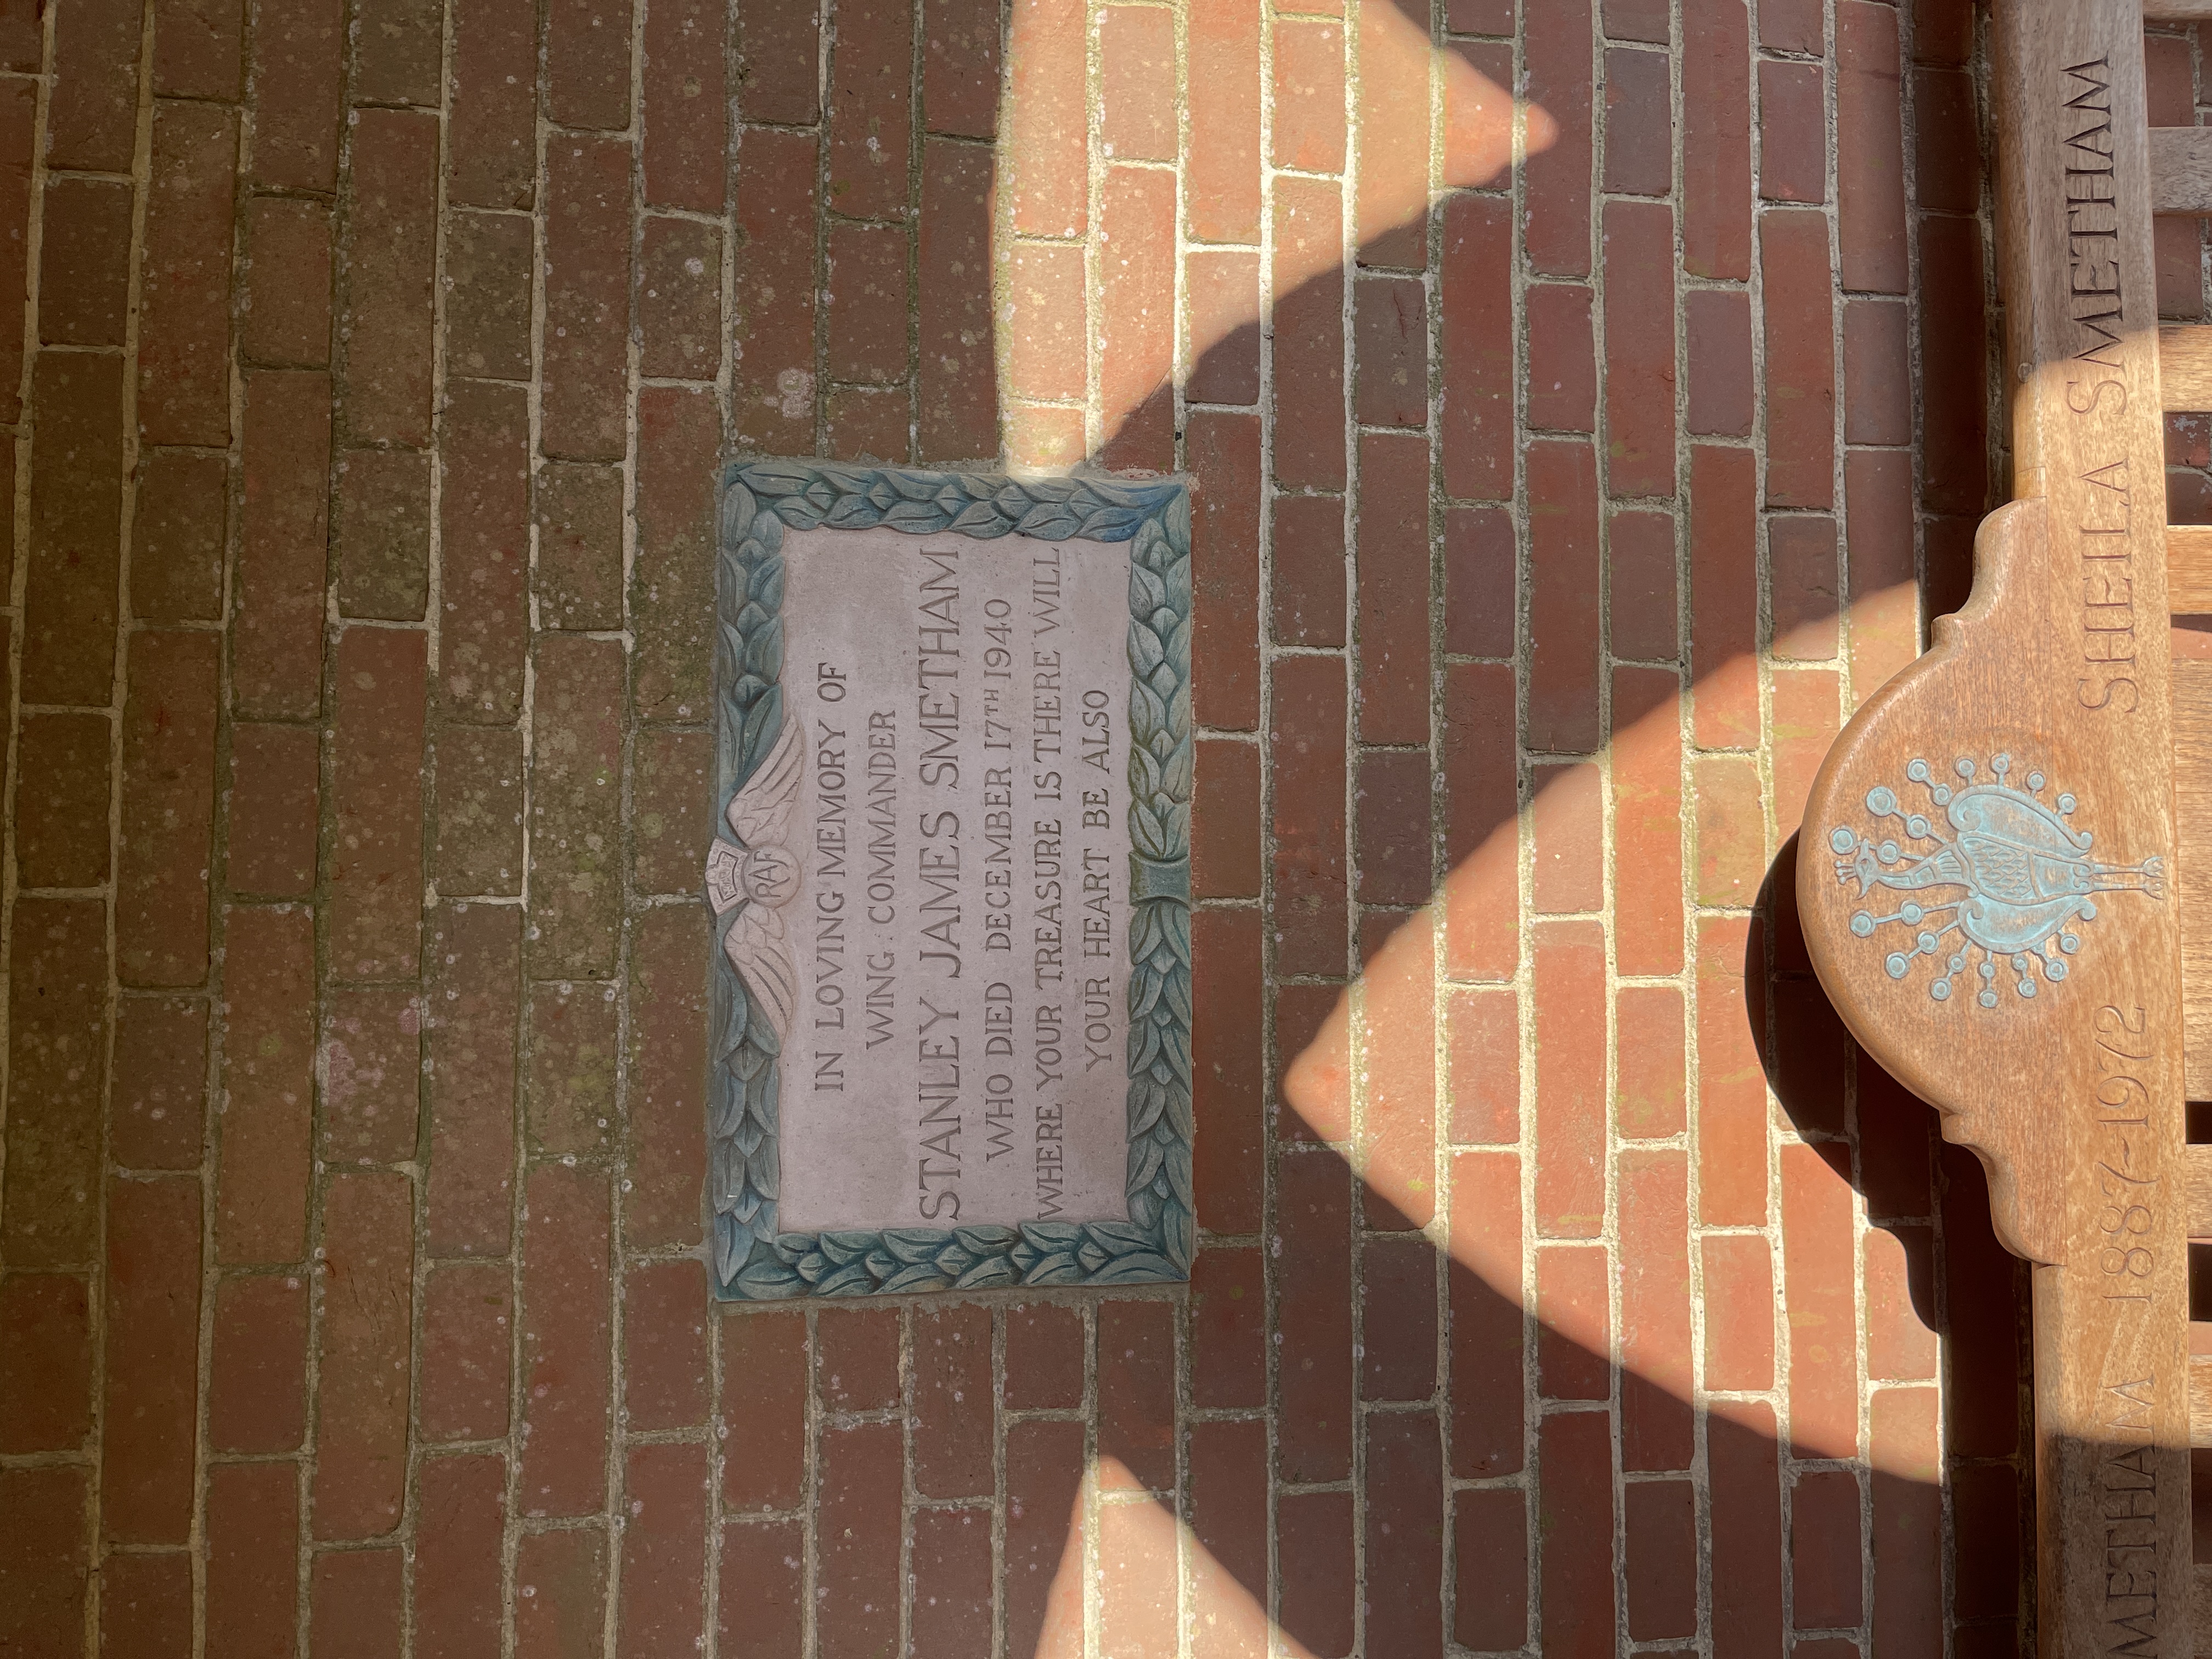 RAF
IN LOVING MEMORY OF
WING COMMANDER
STANLEY JAMES SMETHAM
WHO DIED DECEMBER 17TH 1940
WHERE YOUR TREASURE IS THERE WILL
YOUR HEART BE ALSO
METHAM 1887-1972 SHEILA SMETHAM